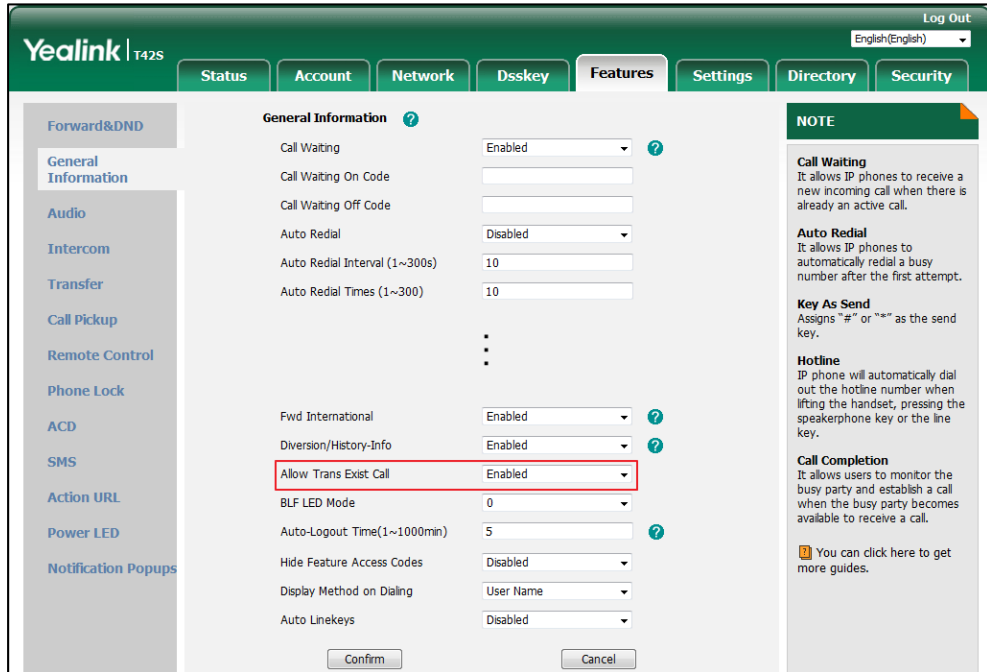 Log Out
Yealink T42S
English(English)
Status Account Network Dsskey Features Settings Directory Security
Forward&DND
General
Information
Audio
Intercom
Transfer
Call Pickup
Remote Control
Phone Lock
ACD
SMS
Action URL
Power LED
Notification Popups
General Information ?
Call Waiting Enabled ?
Call Waiting On Code
Call Waiting Off Code
Auto Redial Disabled
Auto Redial Interval (1~300s) 10
Auto Redial Times (1~300) 10
Fwd International Enabled ?
Diversion/History-Info Enabled ?
Allow Trans Exist Call Enabled
BLF LED Mode 0
Auto-Logout Time(1~1000min) 5 ?
Hide Feature Access Codes Disabled
Display Method on Dialing User Name
Auto Linekeys Disabled
Confirm Cancel
NOTE
Call Waiting
It allows IP phones to receive a
new incoming call when there is
already an active call.
Auto Redial
It allows IP phones to
automatically redial a busy
number after the first attempt.
Key As Send
Assigns "#" or "*" as the send
key.
Hotline
IP phone will automatically dial
out the hotline number when
lifting the handset, pressing the
speakerphone key or the line
key.
Call Completion
It allows users to monitor the
busy party and establish a call
when the busy party becomes
available to receive a call.
? You can click here to get
more guides.